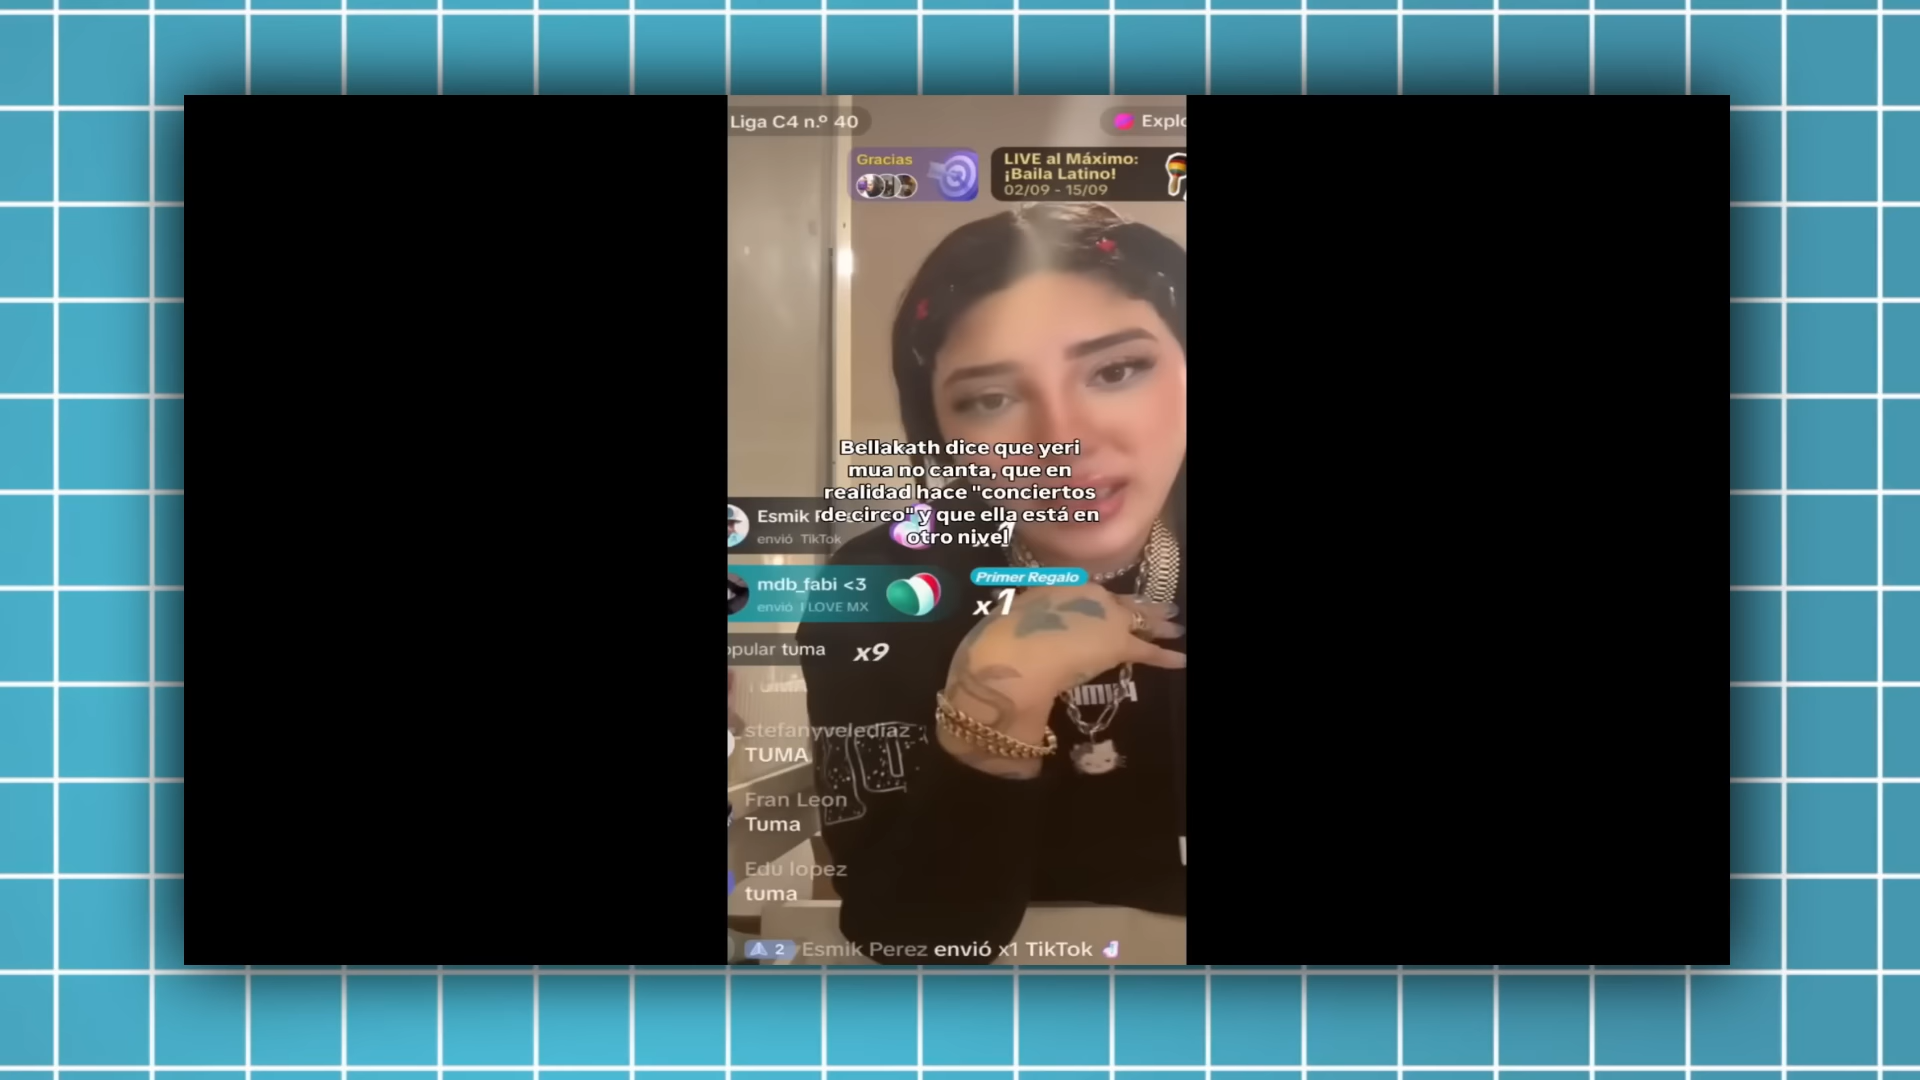 Liga C4 n.º 40
Explo
Gracias
LIVE al Máximo:
¡Baila Latino!
02/09 - 15/09
Bellakath dice que yeri
mua no canta, que en
realidad hace "conciertos
de circo" y que ella está en
otro nivel
Esmik
envió TikTok
mdb_fabi <3
envió I LOVE MX
Primer Regalo
x1
opular tuma
x9
TUMA
stefanyvelediaz
TUMA
Fran Leon
Tuma
Edu lopez
tuma
2 Esmik Perez envió x1 TikTok